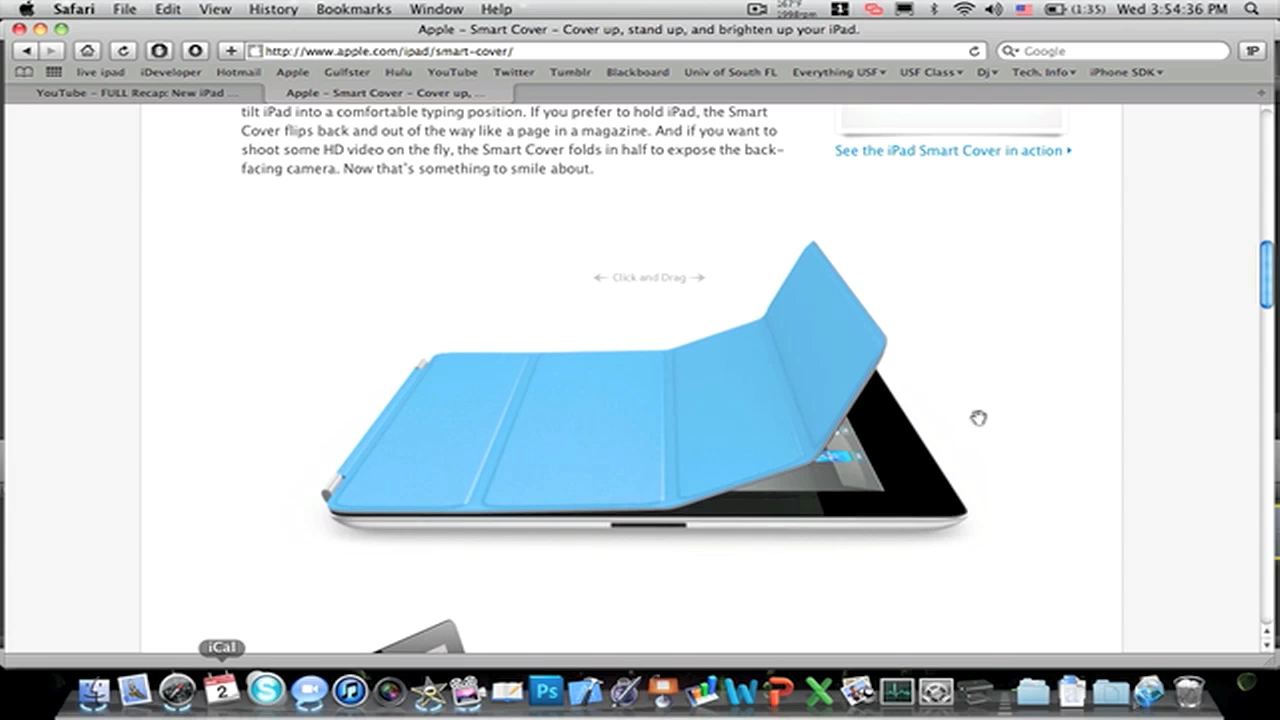 Safari File Edit View History Bookmarks Window Help (1:35) Wed 3:54:36 PM
Apple – Smart Cover – Cover up, stand up, and brighten up your iPad.
http://www.apple.com/ipad/smart-cover/ Google
live ipad iDeveloper Hotmail Apple Gulfster Hulu YouTube Twitter Tumblr Blackboard Univ of South FL Everything USF USF Class Dj Tech. Info iPhone SDK
YouTube – FULL Recap: New iPad ... Apple – Smart Cover – Cover up, ...
tilt iPad into a comfortable typing position. If you prefer to hold iPad, the Smart
Cover flips back and out of the way like a page in a magazine. And if you want to
shoot some HD video on the fly, the Smart Cover folds in half to expose the back-
facing camera. Now that's something to smile about.
See the iPad Smart Cover in action
Click and Drag
iCal
2
Ps